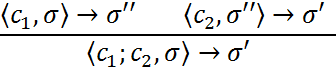 ⟨c₁, σ⟩ → σ′′ ⟨c₂, σ′′⟩ → σ′
⟨c₁; c₂, σ⟩ → σ′